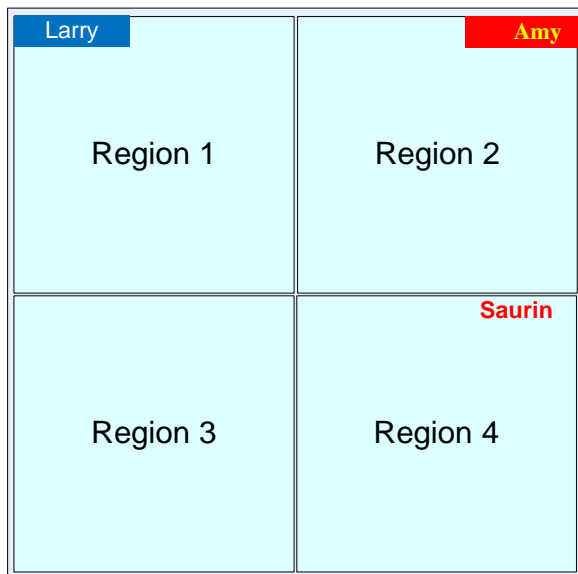 Larry
Amy
Region 1
Region 2
Saurin
Region 3
Region 4